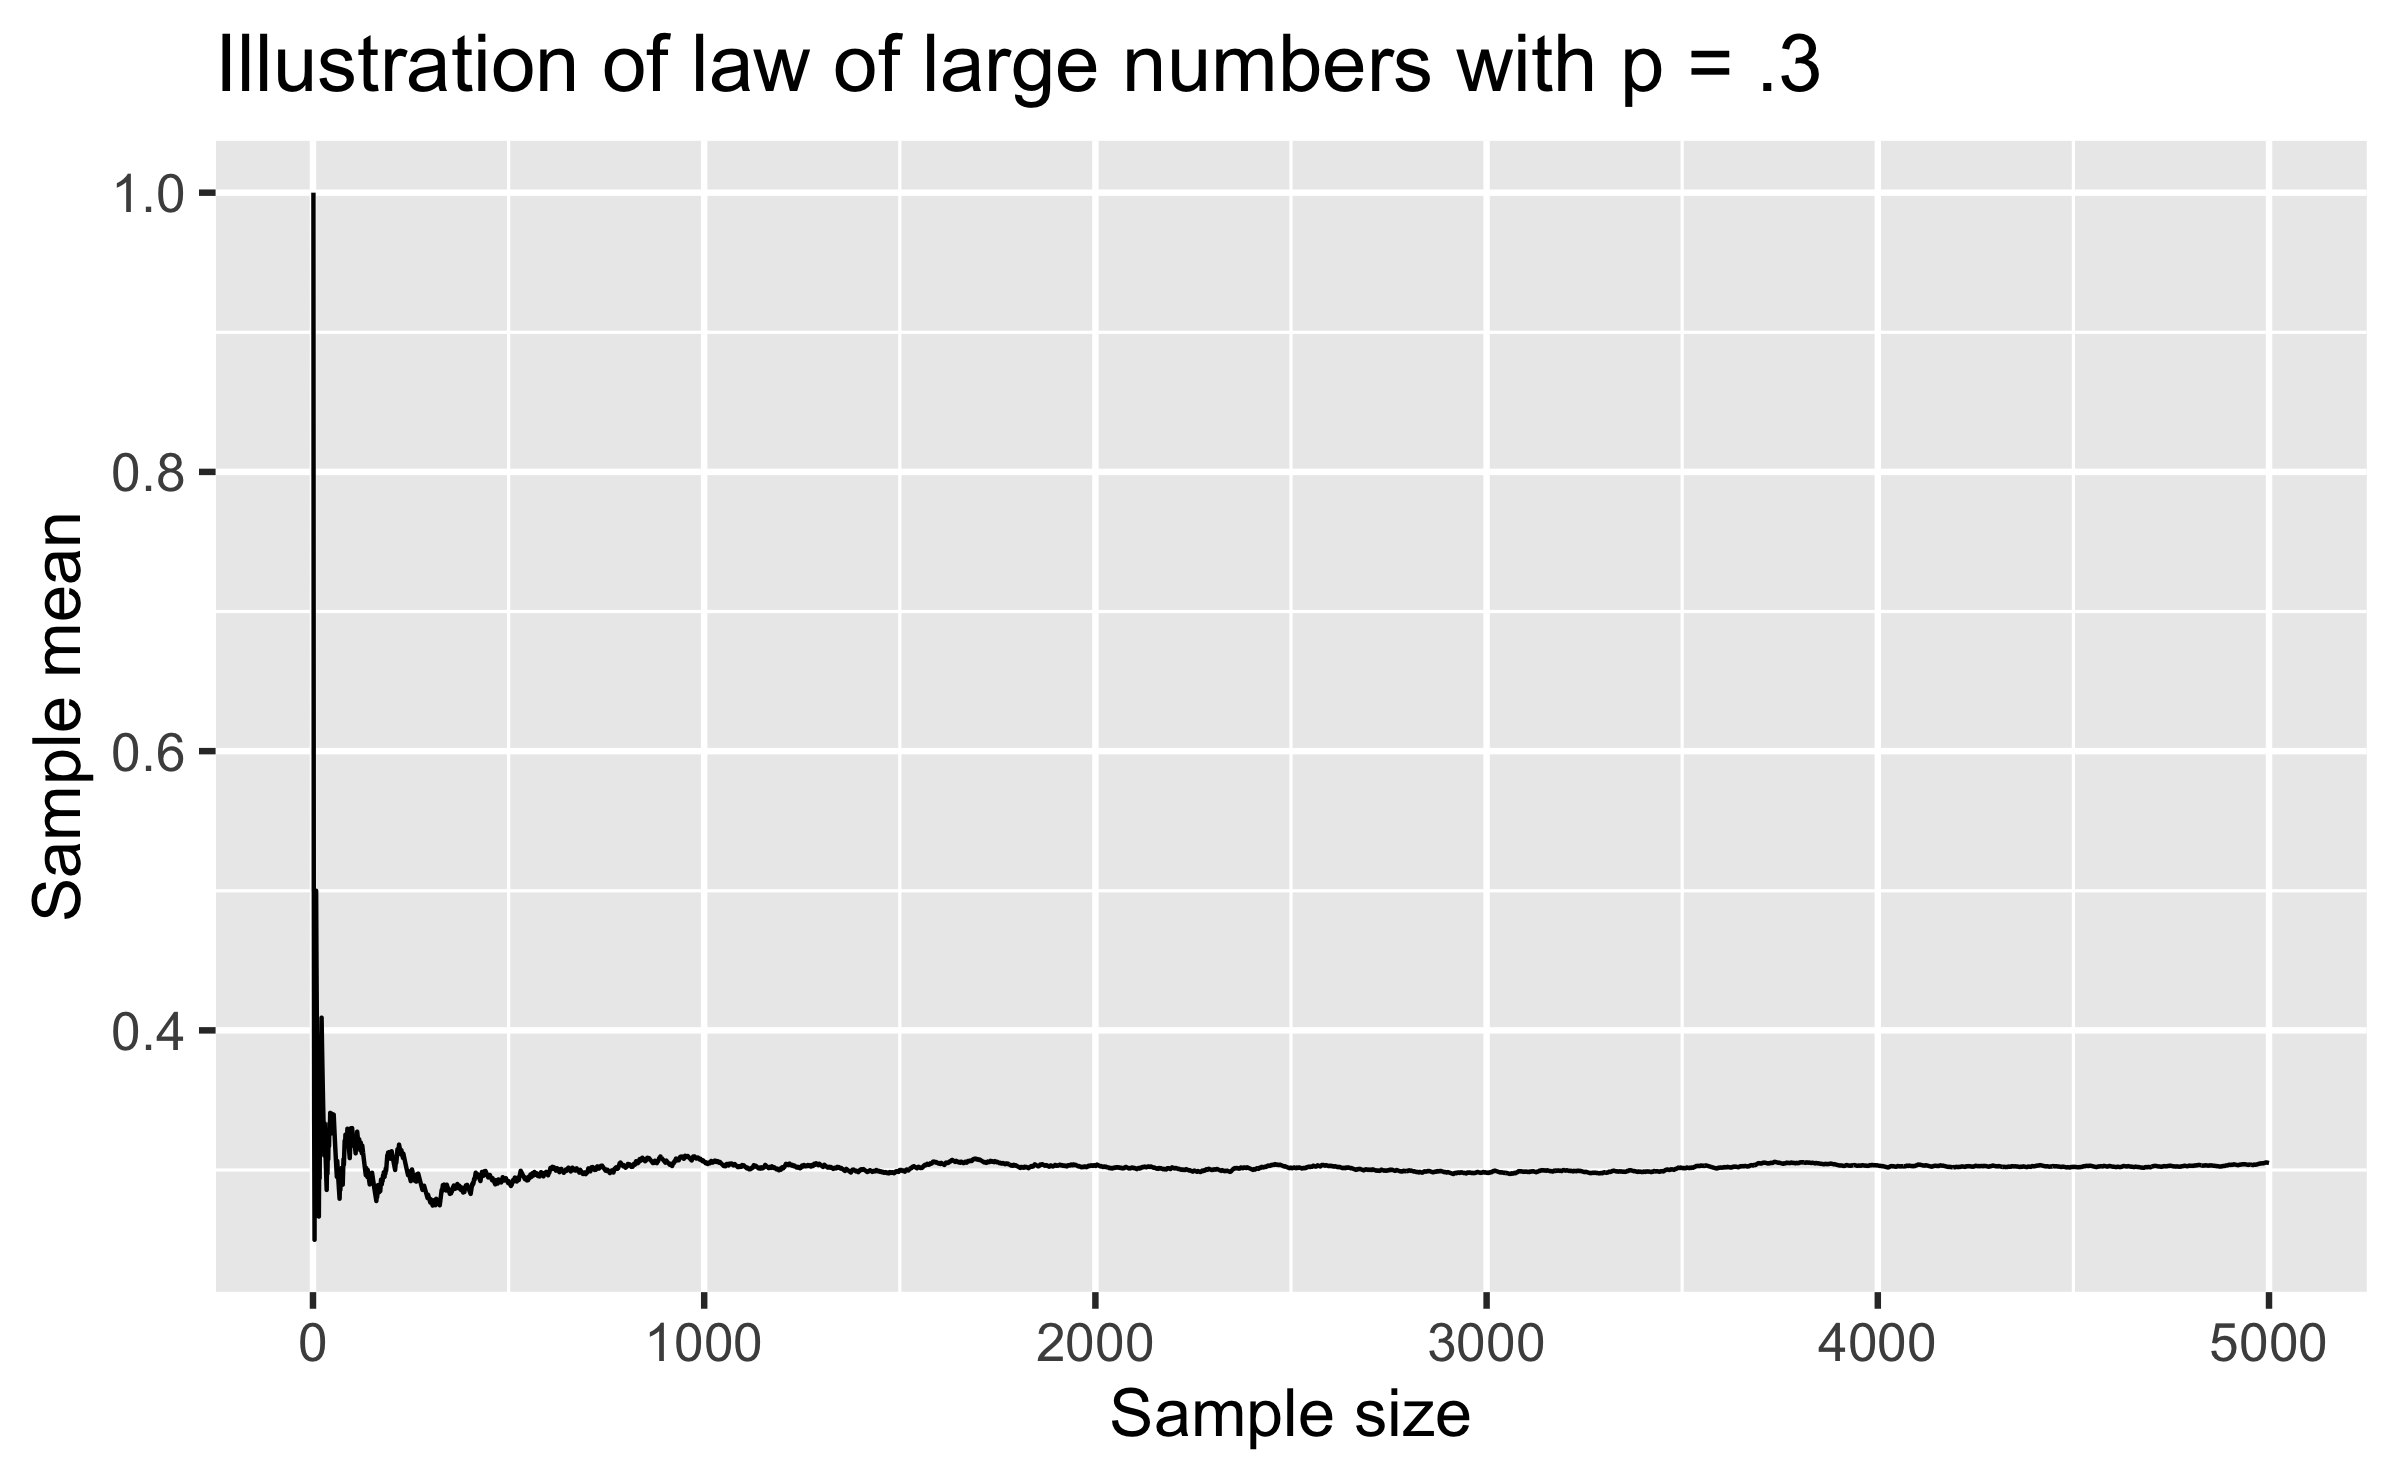 Illustration of law of large numbers with p = .3
1.0
0.8
0.6
0.4
Sample mean
0 1000 2000 3000 4000 5000
Sample size